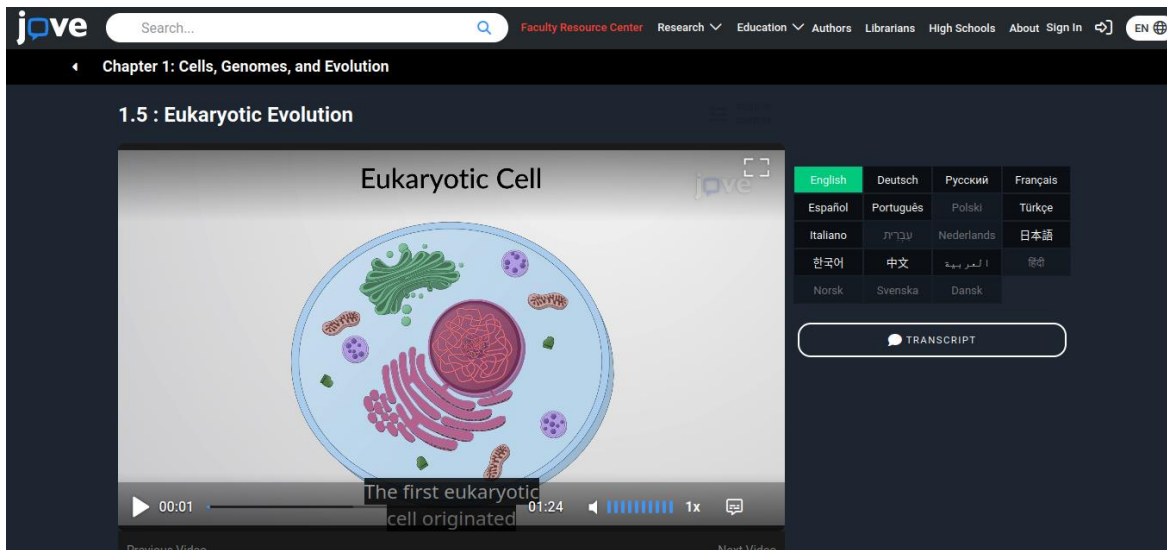 jove
Search...
Faculty Resource Center
Research
Education
Authors
Librarians
High Schools
About
Sign In
EN
Chapter 1: Cells, Genomes, and Evolution
1.5 : Eukaryotic Evolution
Eukaryotic Cell
jove
English
Deutsch
Русский
Français
Español
Português
Polski
Türkçe
Italiano
עִבְרִית
Nederlands
日本語
한국어
中文
العربية
हिंदी
Norsk
Svenska
Dansk
TRANSCRIPT
The first eukaryotic
cell originated
00:01
01:24
1x
Previous Video
Next Video